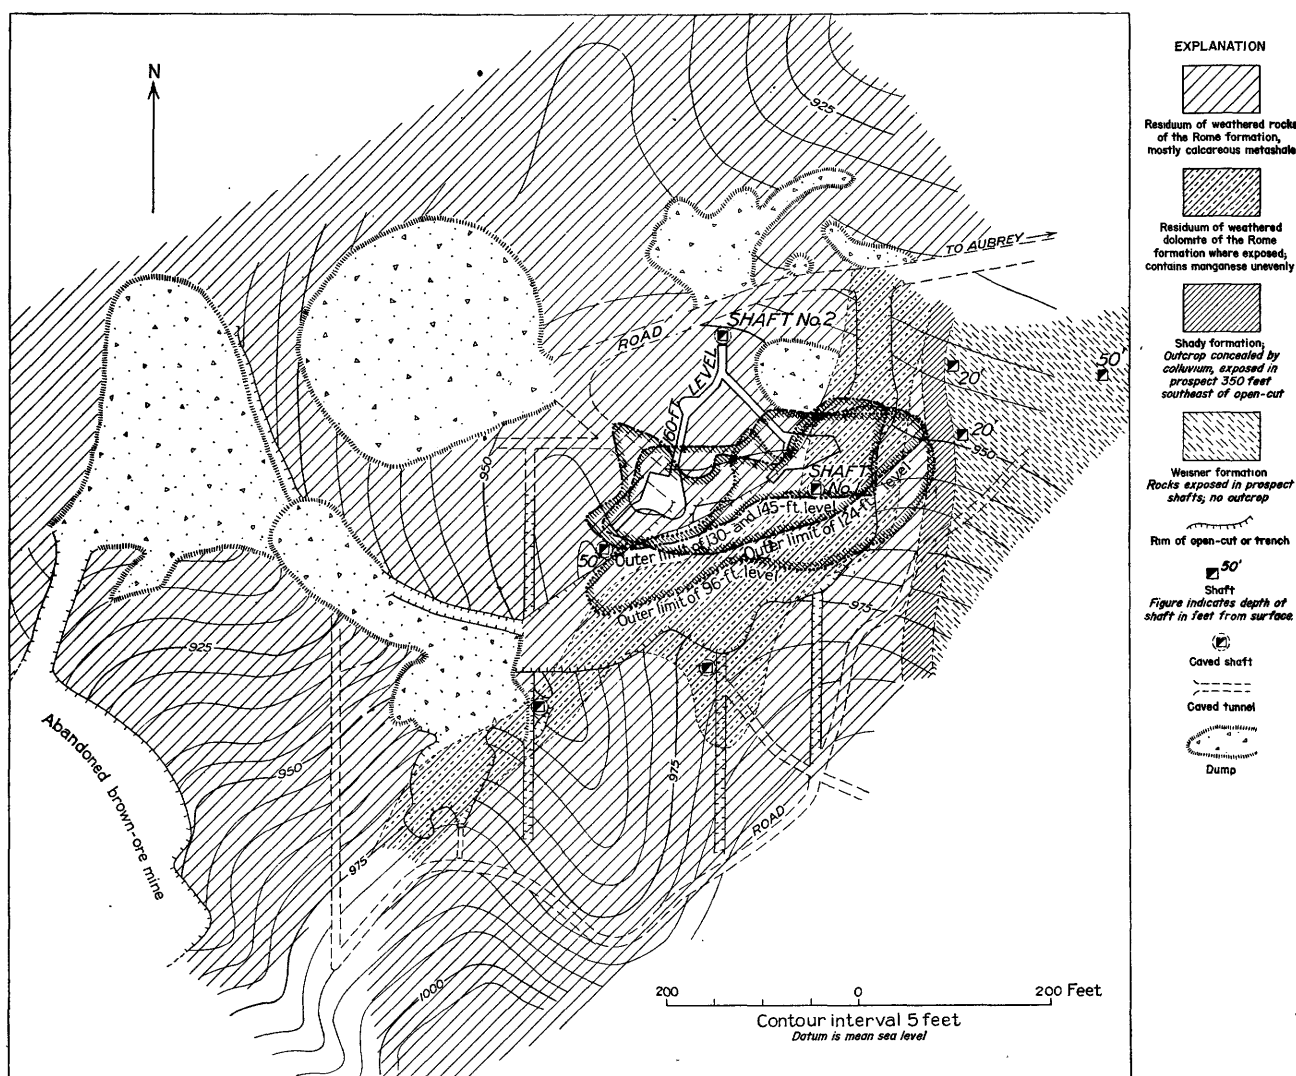 N
925
TO AUBREY
ROAD
SHAFT No.2
160-FT. LEVEL
50'
20'
20'
950
950
SHAFT
No.1
Outer limit of 130- and 145-ft. level
Outer limit of 124-ft. level
50'
Outer limit of 96-ft. level
975
925
950
975
975
ROAD
1000
Abandoned brown-ore mine
200 0 200 Feet
Contour interval 5 feet
Datum is mean sea level
EXPLANATION
Residuum of weathered rocks
of the Rome formation,
mostly calcareous metashale
Residuum of weathered
dolomite of the Rome
formation where exposed;
contains manganese unevenly
Shady formation;
Outcrop concealed by
colluvium, exposed in
prospect 350 feet
southeast of open-cut
Weisner formation
Rocks exposed in prospect
shafts; no outcrop
Rim of open-cut or trench
50'
Shaft
Figure indicates depth of
shaft in feet from surface.
Caved shaft
Caved tunnel
Dump